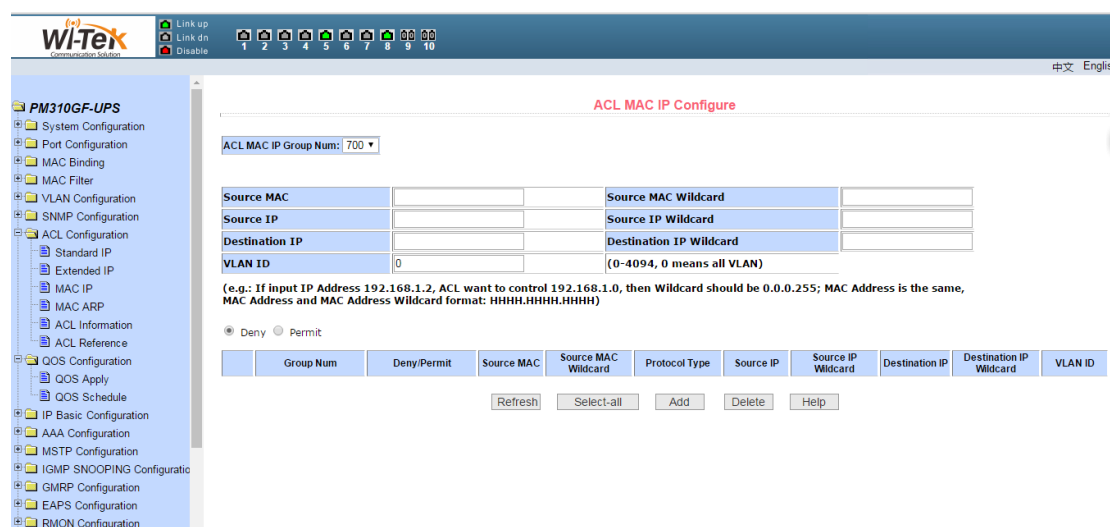 Wi-Tek
Communication Solution
Link up
Link dn
Disable
1 2 3 4 5 6 7 8 9 10
中文 Englis
PM310GF-UPS
System Configuration
Port Configuration
MAC Binding
MAC Filter
VLAN Configuration
SNMP Configuration
ACL Configuration
Standard IP
Extended IP
MAC IP
MAC ARP
ACL Information
ACL Reference
QOS Configuration
QOS Apply
QOS Schedule
IP Basic Configuration
AAA Configuration
MSTP Configuration
IGMP SNOOPING Configuratio
GMRP Configuration
EAPS Configuration
RMON Configuration
ACL MAC IP Configure
ACL MAC IP Group Num: 700
Source MAC Source MAC Wildcard
Source IP Source IP Wildcard
Destination IP Destination IP Wildcard
VLAN ID 0 (0-4094, 0 means all VLAN)
(e.g.: If input IP Address 192.168.1.2, ACL want to control 192.168.1.0, then Wildcard should be 0.0.0.255; MAC Address is the same,
MAC Address and MAC Address Wildcard format: HHHH.HHHH.HHHH)
Deny Permit
Group Num Deny/Permit Source MAC Source MAC Wildcard Protocol Type Source IP Source IP Wildcard Destination IP Destination IP Wildcard VLAN ID
Refresh Select-all Add Delete Help